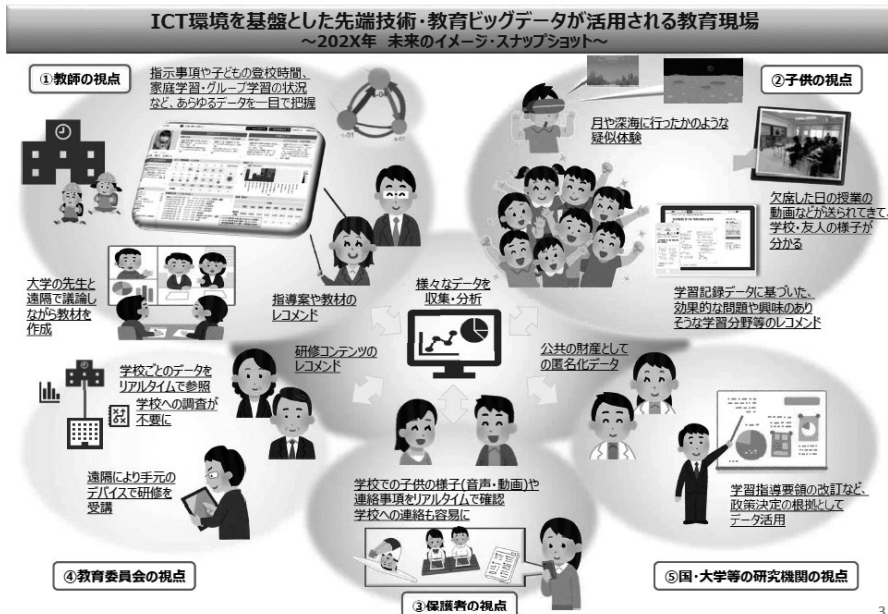 ICT環境を基盤とした先端技術・教育ビッグデータが活用される教育現場
～202X年 未来のイメージ・スナップショット～
①教師の視点
指示事項や子どもの登校時間、
家庭学習・グループ学習の状況
など、あらゆるデータを一目で把握
大学の先生と
遠隔で議論し
ながら教材を
作成
指導案や教材の
レコメンド
②子供の視点
月や深海に行ったかのような
疑似体験
欠席した日の授業の
動画などが送られてきて、
学校・友人の様子が
分かる
学習記録データに基づいた、
効果的な問題や興味のあり
そうな学習分野等のレコメンド
様々なデータを
収集・分析
研修コンテンツの
レコメンド
公共の財産として
の匿名化データ
学校ごとのデータを
リアルタイムで参照
学校への調査が
不要に
遠隔により手元の
デバイスで研修を
受講
④教育委員会の視点
学校での子供の様子(音声・動画)や
連絡事項をリアルタイムで確認
学校への連絡も容易に
③保護者の視点
学習指導要領の改訂など、
政策決定の根拠として
データ活用
⑤国・大学等の研究機関の視点
3